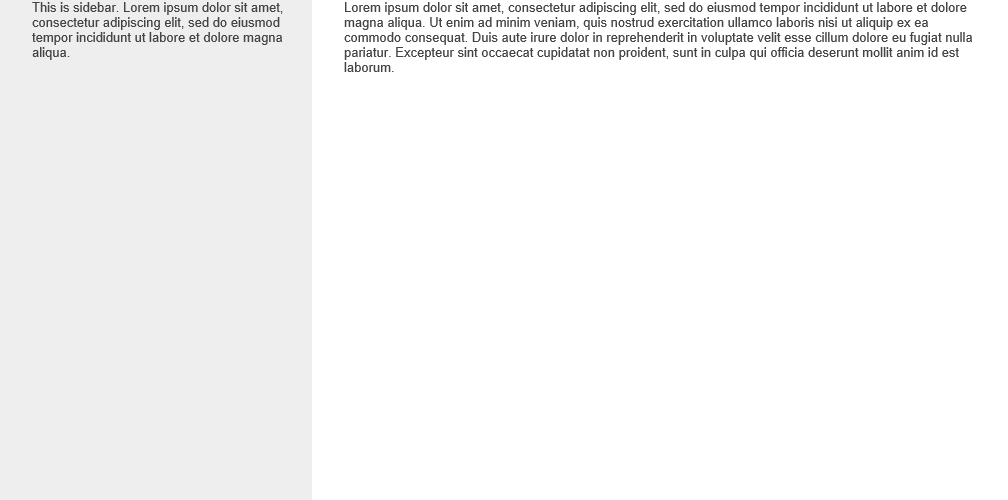 This is sidebar. Lorem ipsum dolor sit amet,
consectetur adipiscing elit, sed do eiusmod
tempor incididunt ut labore et dolore magna
aliqua.
Lorem ipsum dolor sit amet, consectetur adipiscing elit, sed do eiusmod tempor incididunt ut labore et dolore
magna aliqua. Ut enim ad minim veniam, quis nostrud exercitation ullamco laboris nisi ut aliquip ex ea
commodo consequat. Duis aute irure dolor in reprehenderit in voluptate velit esse cillum dolore eu fugiat nulla
pariatur. Excepteur sint occaecat cupidatat non proident, sunt in culpa qui officia deserunt mollit anim id est
laborum.